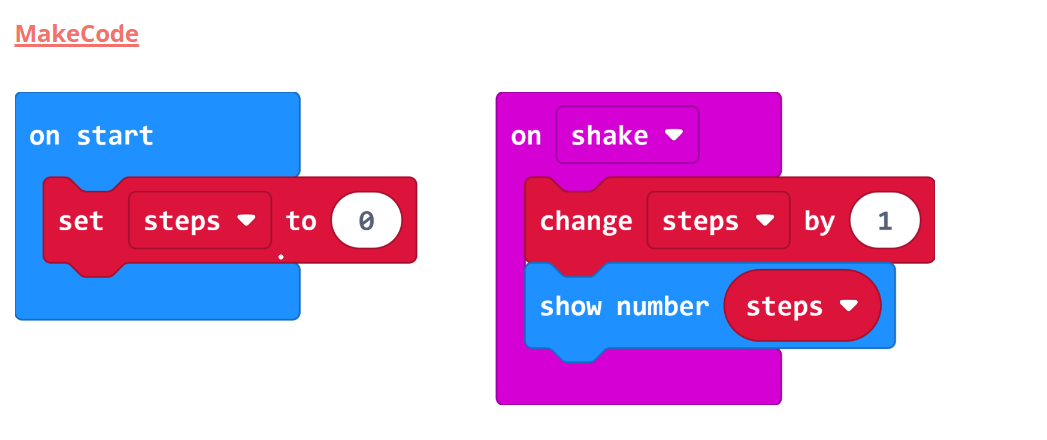 MakeCode
on start
set steps to 0
on shake
change steps by 1
show number steps